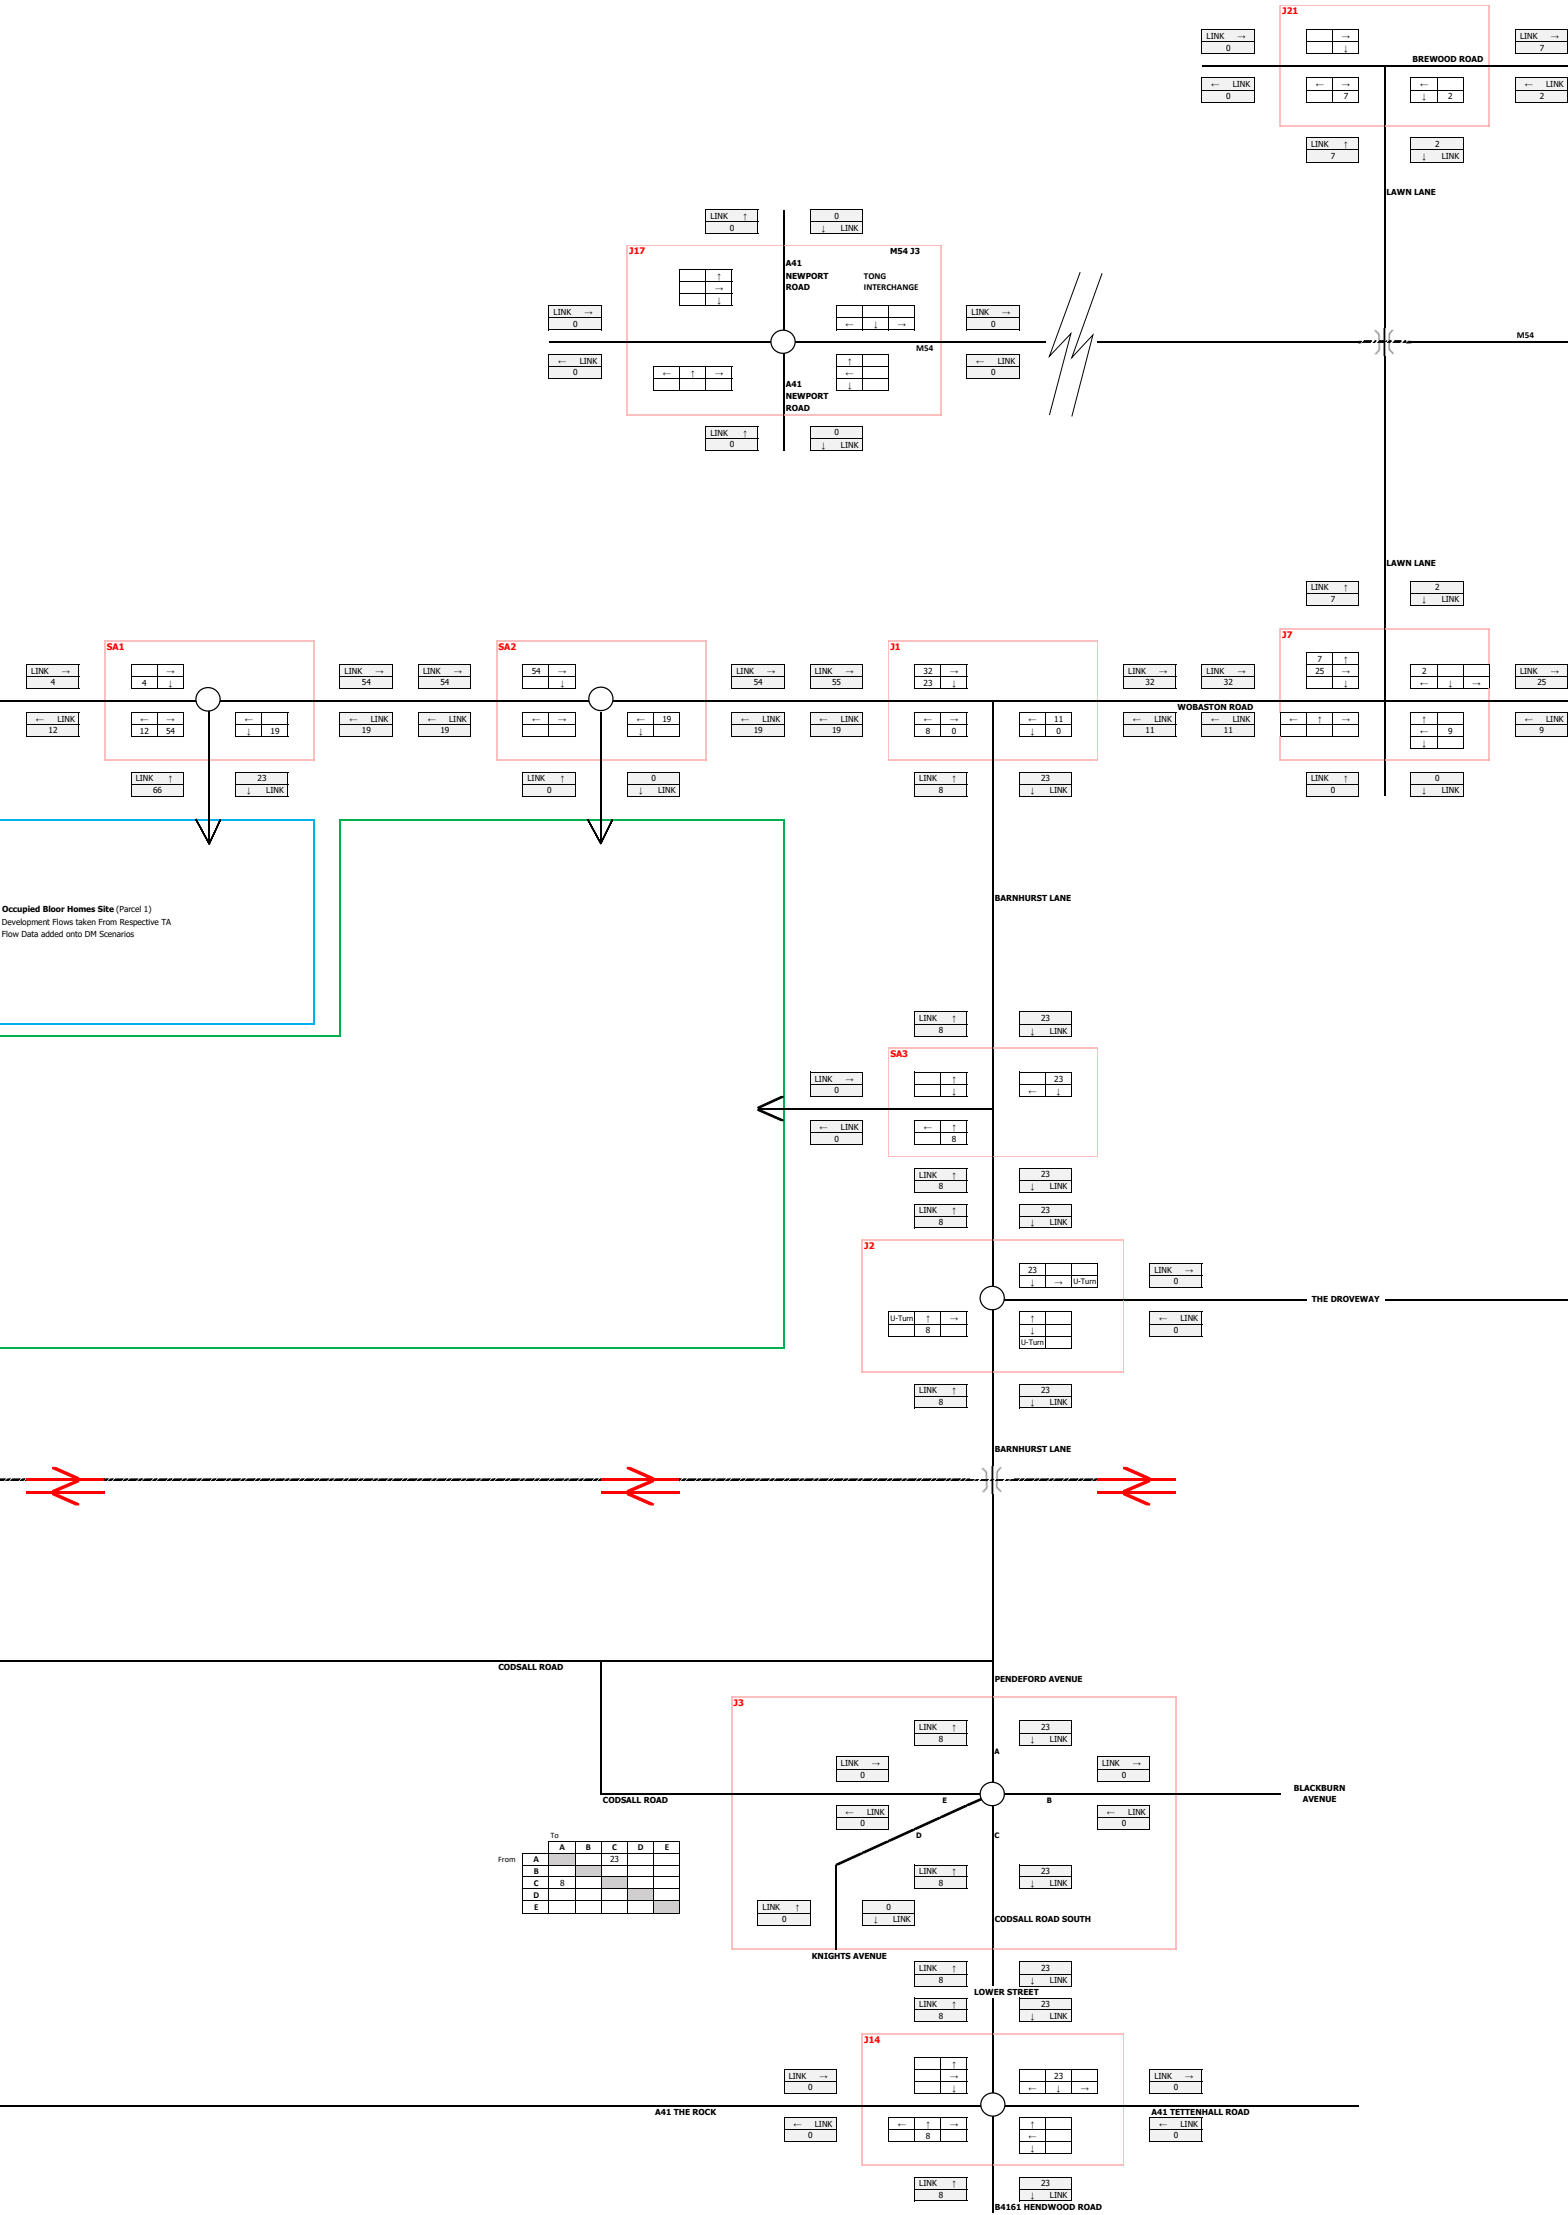 J21
LINK →
0
→
↓
BREWOOD ROAD
LINK →
7
← LINK
0
← →
7
←
↓ 2
← LINK
2
LINK ↑
7
2
↓ LINK
LAWN LANE
LINK ↑
0
0
↓ LINK
J17
M54 J3
A41
NEWPORT
ROAD
TONG
INTERCHANGE
↑
→
↓
LINK →
0
← ↓ →
LINK →
0
M54
M54
← LINK
0
← ↑ →
↑
←
↓
← LINK
0
A41
NEWPORT
ROAD
LINK ↑
0
0
↓ LINK
LAWN LANE
LINK ↑
7
2
↓ LINK
SA1
LINK →
4
→
4 ↓
LINK →
54
← LINK
12
← →
12 54
←
↓ 19
← LINK
19
LINK ↑
66
23
↓ LINK
SA2
LINK →
54
54 →
↓
LINK →
54
← LINK
19
← →
← 19
↓
← LINK
19
LINK ↑
0
0
↓ LINK
J1
LINK →
55
32 →
23 ↓
LINK →
32
← LINK
19
← →
8 0
← 11
↓ 0
← LINK
11
LINK ↑
8
23
↓ LINK
J7
LINK →
32
7 ↑
25 →
↓
2
← ↓ →
LINK →
25
WOBASTON ROAD
← LINK
11
← ↑ →
↑
← 9
↓
← LINK
9
LINK ↑
0
0
↓ LINK
Occupied Bloor Homes Site (Parcel 1)
Development Flows taken From Respective TA
Flow Data added onto DM Scenarios
BARNHURST LANE
LINK ↑
8
23
↓ LINK
SA3
LINK →
0
↑
↓
23
← ↓
← LINK
0
← ↑
8
LINK ↑
8
23
↓ LINK
LINK ↑
8
23
↓ LINK
J2
23
↓ → U-Turn
LINK →
0
THE DROVEWAY
U-Turn ↑ →
8
↑
↓
U-Turn
← LINK
0
LINK ↑
8
23
↓ LINK
BARNHURST LANE
CODSALL ROAD
PENDEFORD AVENUE
J3
LINK ↑
8
23
↓ LINK
A
LINK →
0
LINK →
0
BLACKBURN
AVENUE
CODSALL ROAD
E
B
← LINK
0
← LINK
0
D
C
To
A B C D E
From A 23
B
C 8
D
E
LINK ↑
8
23
↓ LINK
LINK ↑
0
0
↓ LINK
CODSALL ROAD SOUTH
KNIGHTS AVENUE
LINK ↑
8
23
↓ LINK
LOWER STREET
LINK ↑
8
23
↓ LINK
J14
LINK →
0
↑
→
↓
23
← ↓ →
LINK →
0
A41 THE ROCK
A41 TETTENHALL ROAD
← LINK
0
← ↑ →
8
↑
←
↓
← LINK
0
LINK ↑
8
23
↓ LINK
B4161 HENDWOOD ROAD